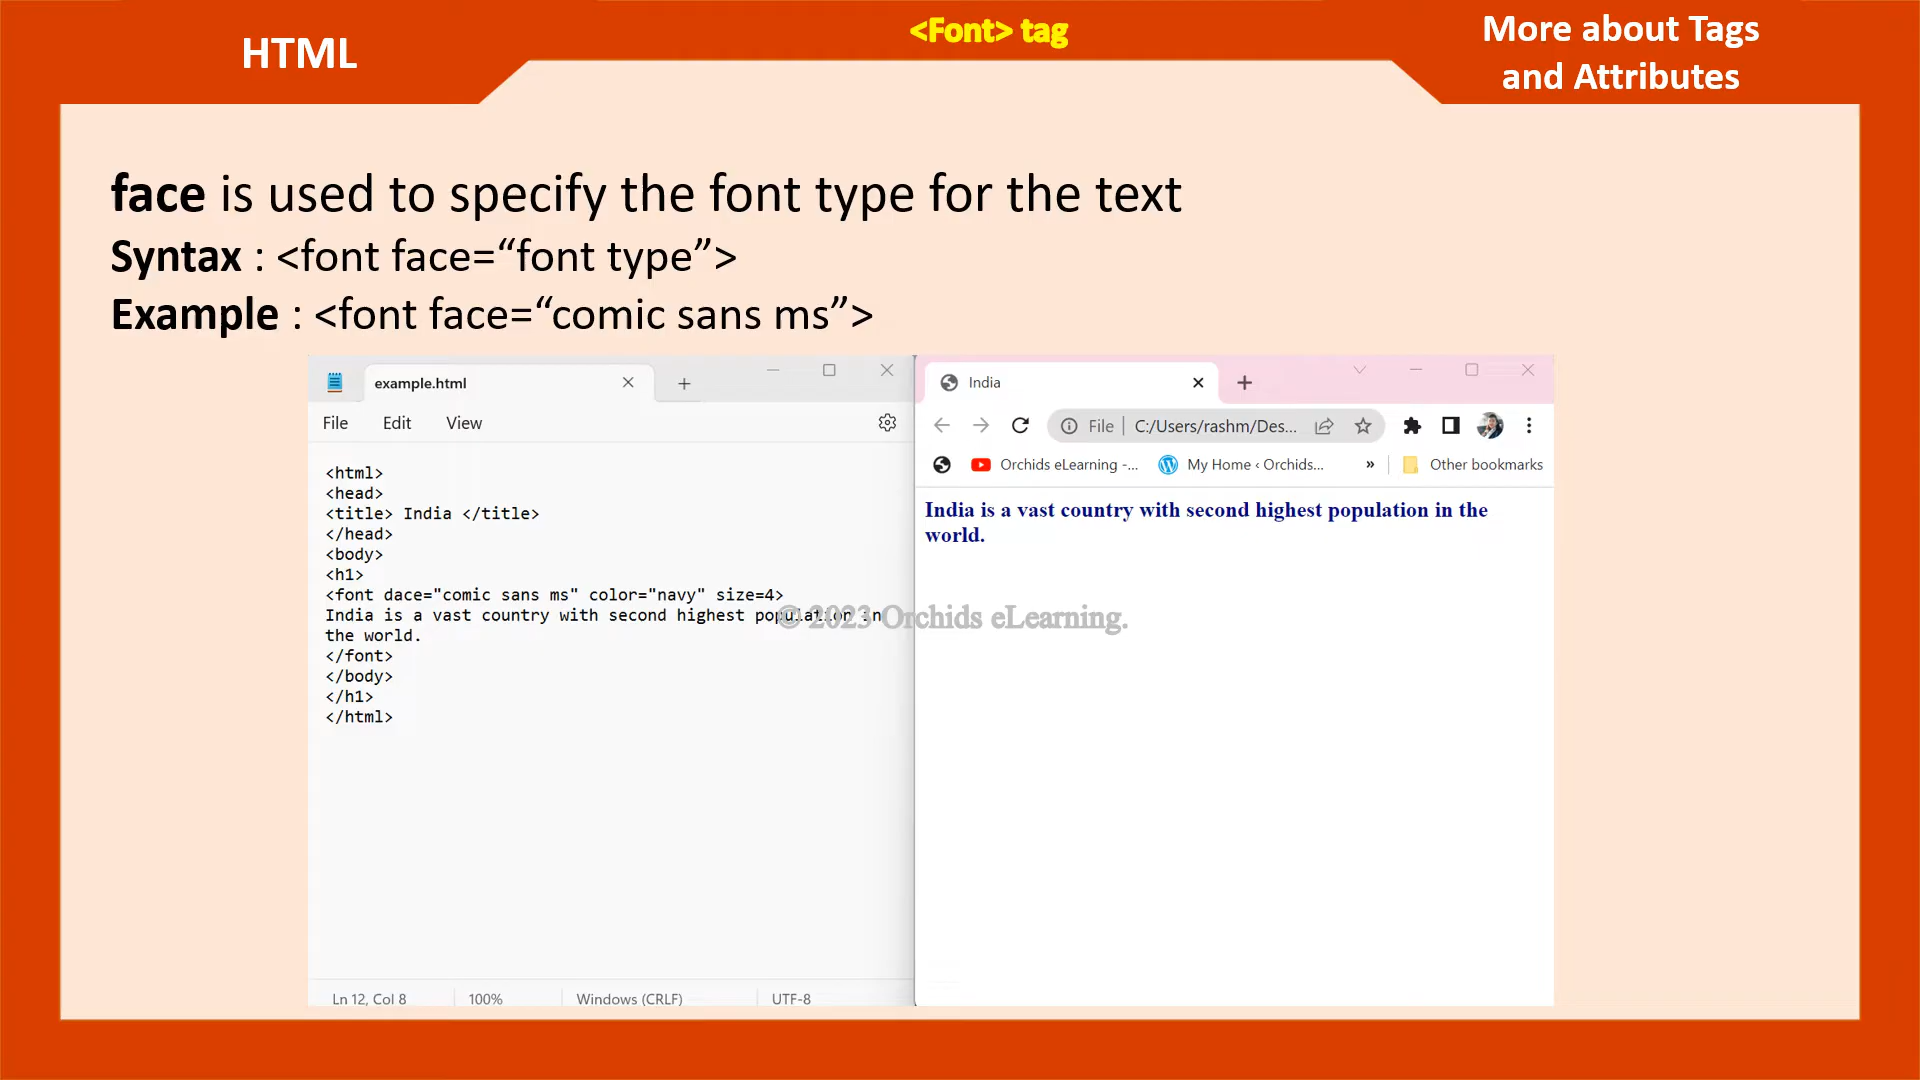 HTML
<Font> tag
More about Tags
and Attributes
face is used to specify the font type for the text
Syntax : <font face=“font type”>
Example : <font face=“comic sans ms”>
example.html
File Edit View
<html>
<head>
<title> India </title>
</head>
<body>
<h1>
<font dace="comic sans ms" color="navy" size=4>
India is a vast country with second highest population in
the world.
</font>
</body>
</h1>
</html>
Ln 12, Col 8 100% Windows (CRLF) UTF-8
India
File C:/Users/rashm/Des...
Orchids eLearning -... My Home ‹ Orchids... » Other bookmarks
India is a vast country with second highest population in the
world.
© 2023 Orchids eLearning.